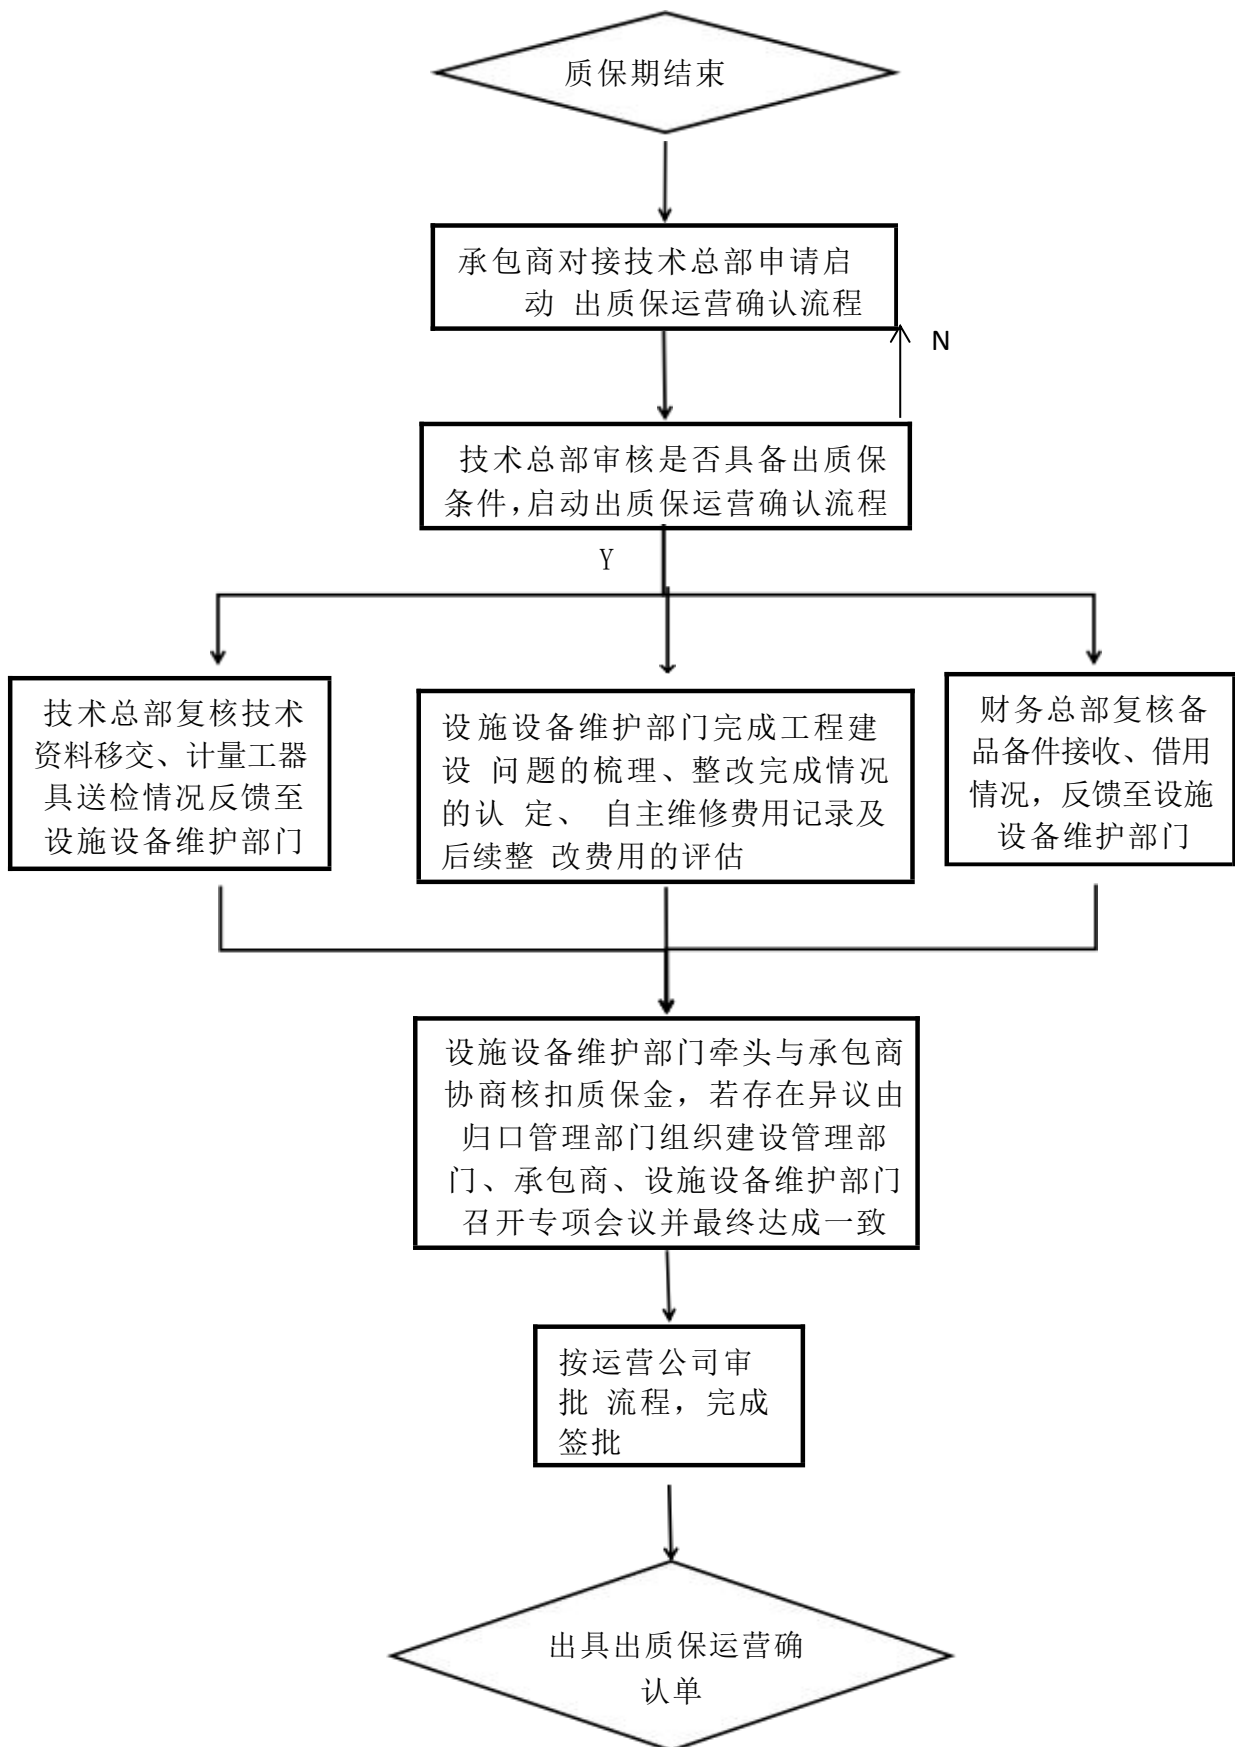 质保期结束
承包商对接技术总部申请启
动 出质保运营确认流程
N
技术总部审核是否具备出质保
条件，启动出质保运营确认流程
Y
技术总部复核技术
资料移交、计量工器
具送检情况反馈至
设施设备维护部门
设施设备维护部门完成工程建
设 问题的梳理、整改完成情况
的认 定、 自主维修费用记录及
后续整 改费用的评估
财务总部复核备
品备件接收、借用
情况，反馈至设施
设备维护部门
设施设备维护部门牵头与承包商
协商核扣质保金，若存在异议由
归口管理部门组织建设管理部
门、承包商、设施设备维护部门
召开专项会议并最终达成一致
按运营公司审
批 流程，完成
签批
出具出质保运营确
认单